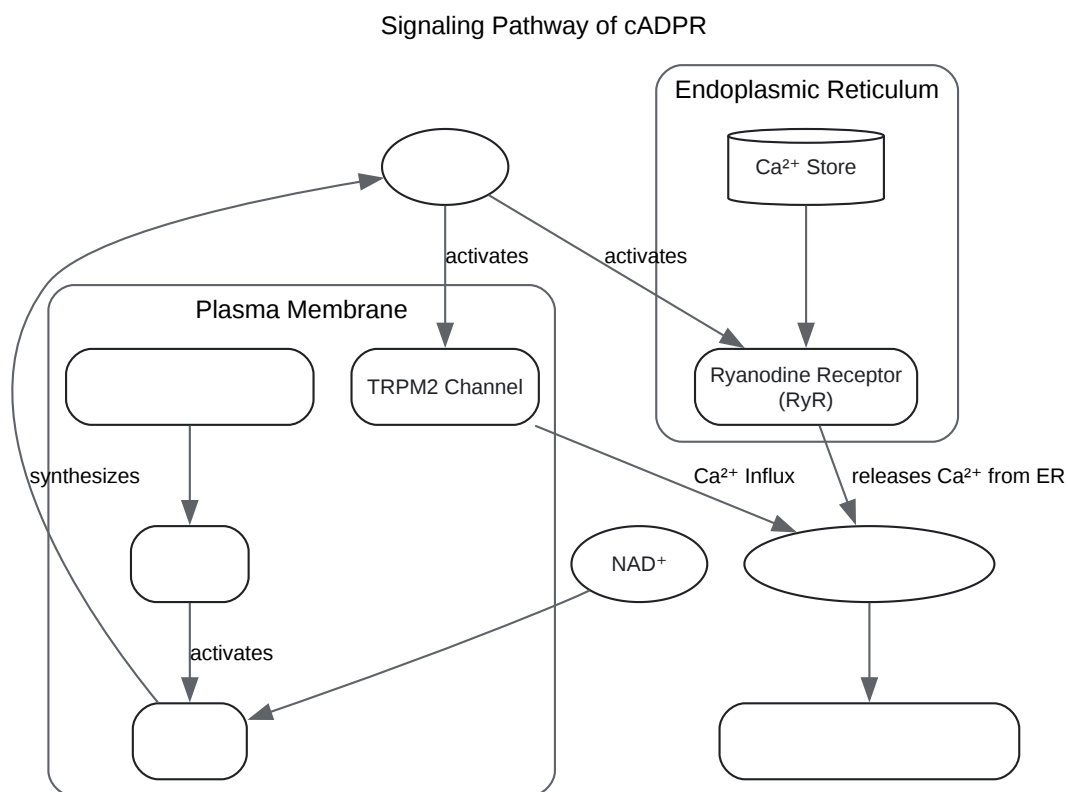 Signaling Pathway of cADPR
Endoplasmic Reticulum
Ca²⁺ Store
activates
activates
Plasma Membrane
TRPM2 Channel
Ryanodine Receptor
(RyR)
synthesizes
Ca²⁺ Influx
releases Ca²⁺ from ER
NAD⁺
activates